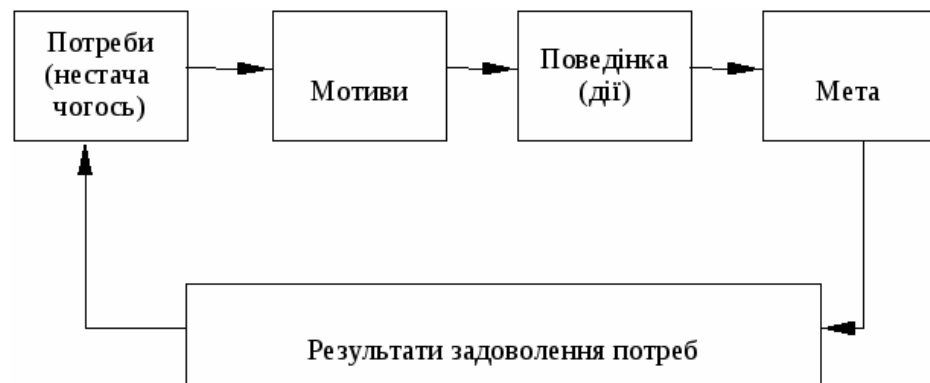 Потреби
(нестача
чогось)
Мотиви
Поведінка
(дії)
Мета
Результати задоволення потреб